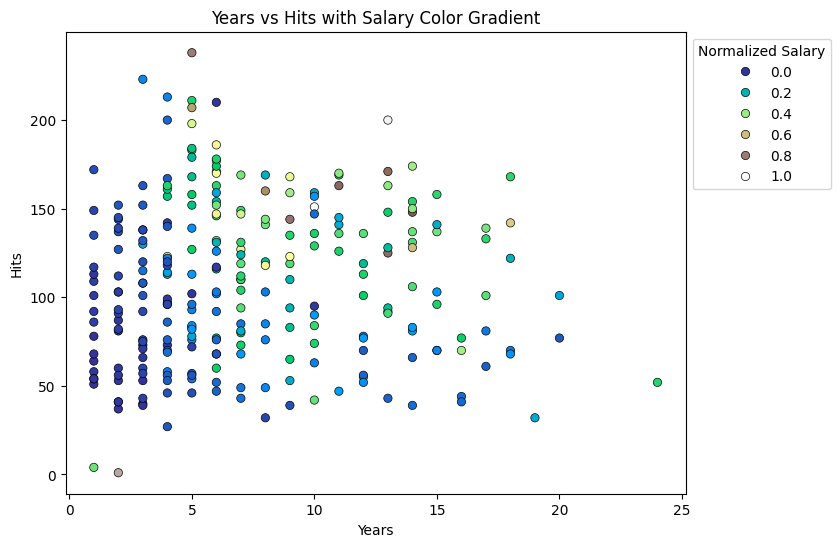 Years vs Hits with Salary Color Gradient
Normalized Salary
0.0
0.2
0.4
0.6
0.8
1.0
Hits
200
150
100
50
0
0 5 10 15 20 25
Years